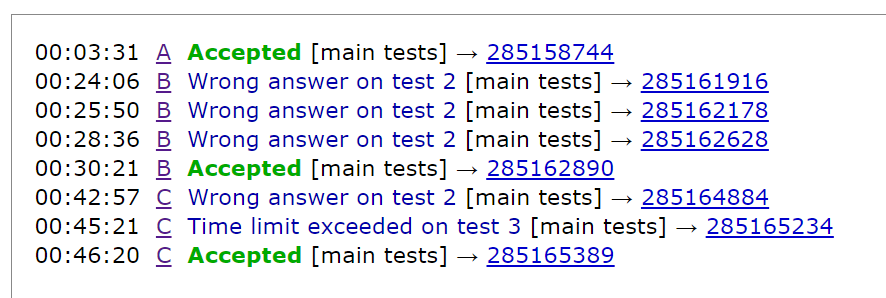 00:03:31 A Accepted [main tests] → 285158744
00:24:06 B Wrong answer on test 2 [main tests] → 285161916
00:25:50 B Wrong answer on test 2 [main tests] → 285162178
00:28:36 B Wrong answer on test 2 [main tests] → 285162628
00:30:21 B Accepted [main tests] → 285162890
00:42:57 C Wrong answer on test 2 [main tests] → 285164884
00:45:21 C Time limit exceeded on test 3 [main tests] → 285165234
00:46:20 C Accepted [main tests] → 285165389